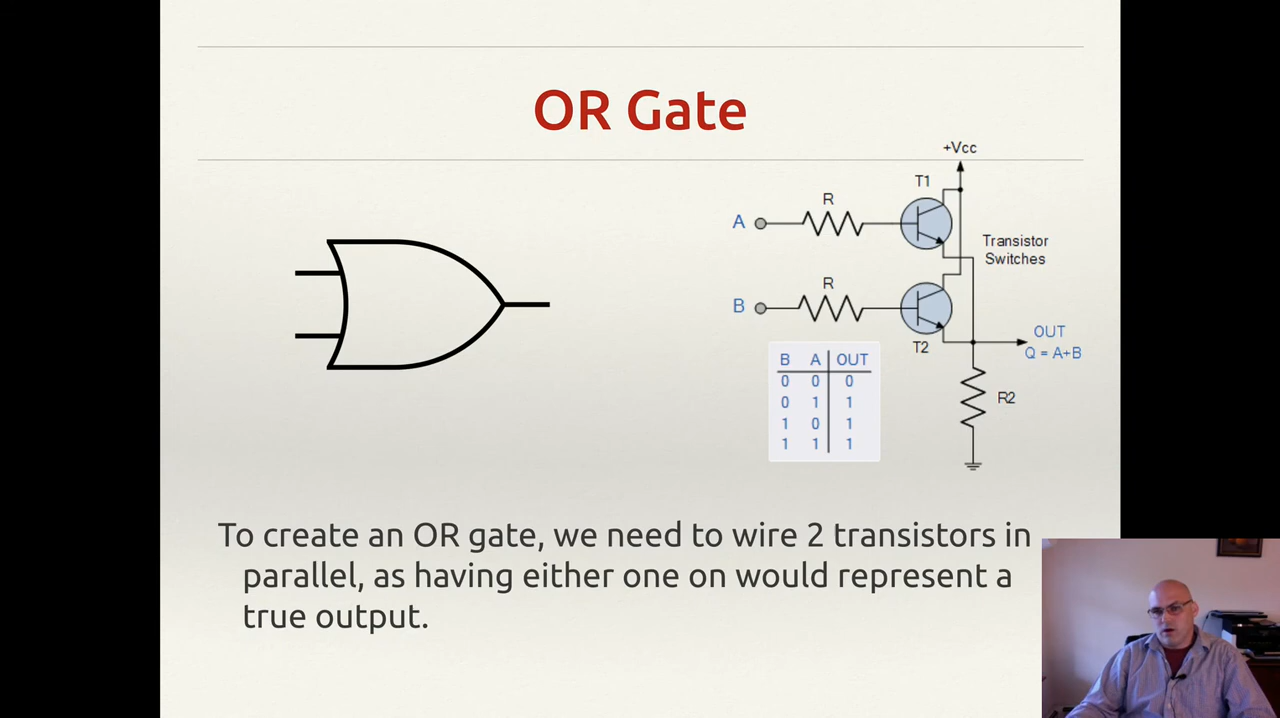 OR Gate
+Vcc
T1
R
A
Transistor
Switches
R
B
T2
OUT
Q = A+B
B A OUT
0 0 0
0 1 1
1 0 1
1 1 1
R2
To create an OR gate, we need to wire 2 transistors in
parallel, as having either one on would represent a
true output.